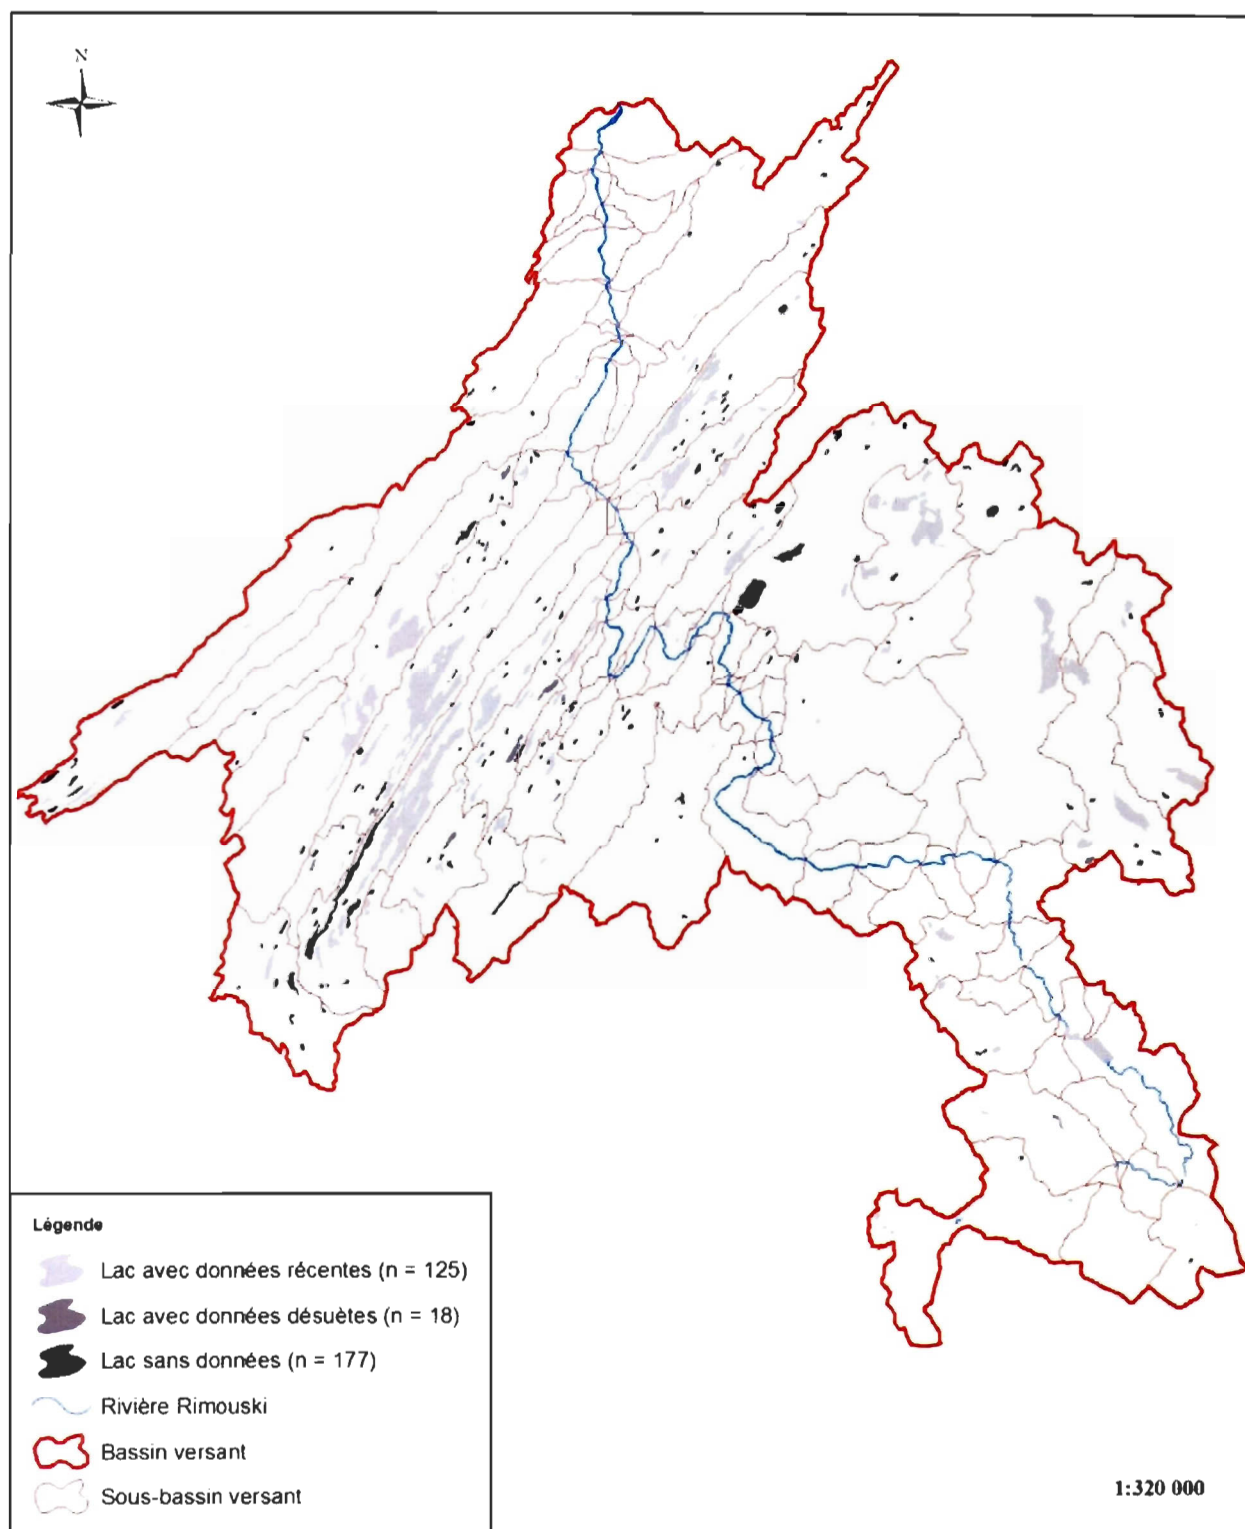 N
Légende
Lac avec données récentes (n = 125)
Lac avec données désuètes (n = 18)
Lac sans données (n = 177)
Rivière Rimouski
Bassin versant
Sous-bassin versant
1:320 000